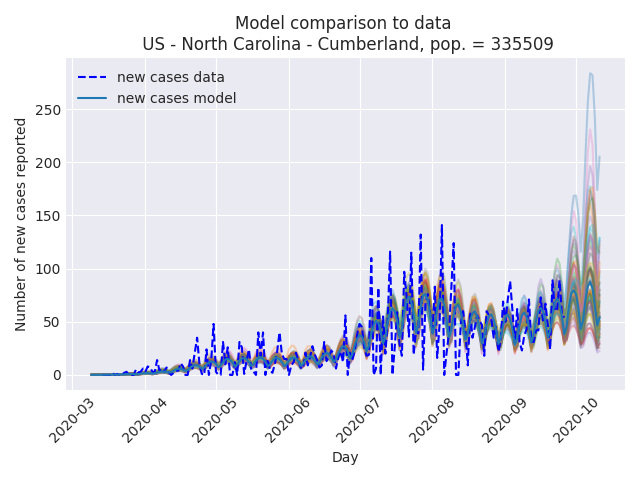 Model comparison to data
US - North Carolina - Cumberland, pop. = 335509
new cases data
new cases model
Number of new cases reported
250
200
150
100
50
0
2020-03
2020-04
2020-05
2020-06
2020-07
2020-08
2020-09
2020-10
Day